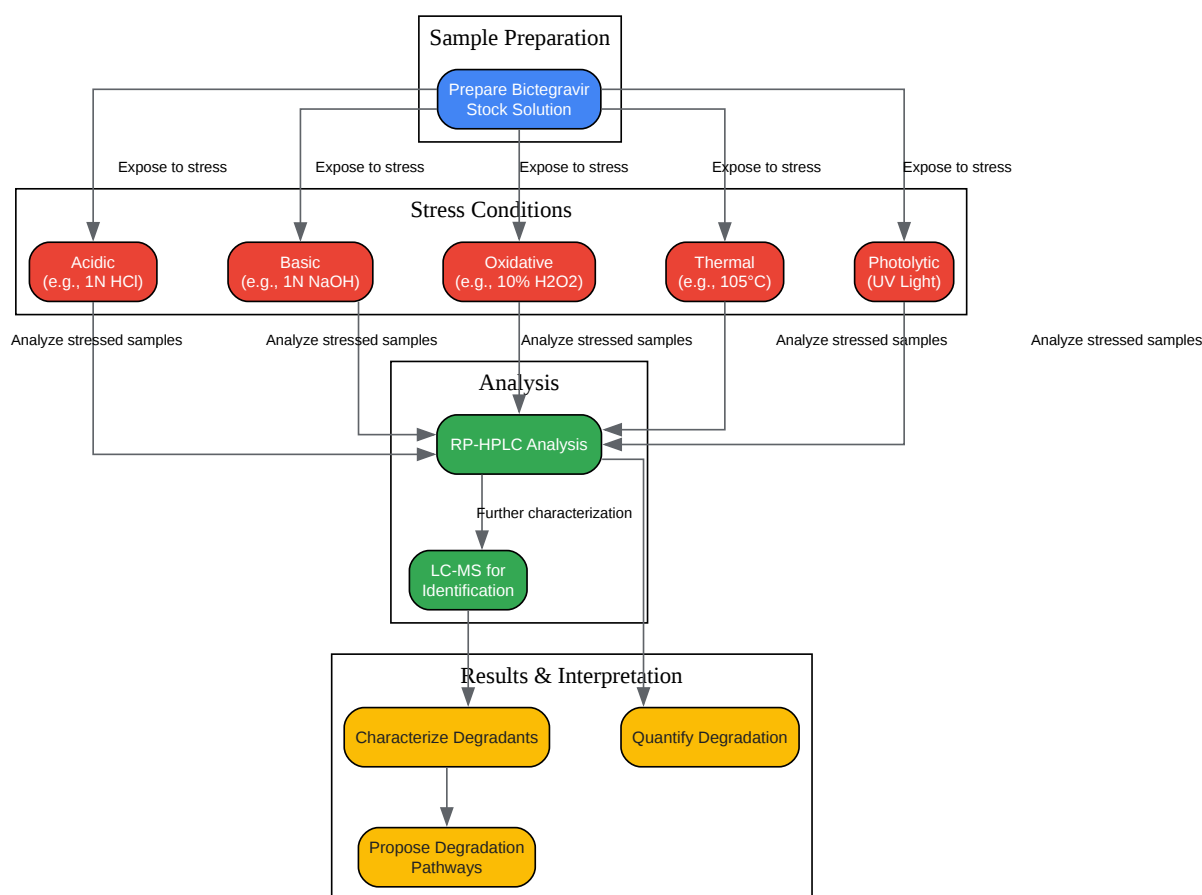 Sample Preparation
Prepare Bictegravir
Stock Solution
Expose to stress
Expose to stress
Expose to stress
Expose to stress
Expose to stress
Stress Conditions
Acidic
(e.g., 1N HCl)
Basic
(e.g., 1N NaOH)
Oxidative
(e.g., 10% H2O2)
Thermal
(e.g., 105°C)
Photolytic
(UV Light)
Analyze stressed samples
Analyze stressed samples
Analyze stressed samples
Analyze stressed samples
Analyze stressed samples
Analysis
RP-HPLC Analysis
Further characterization
LC-MS for
Identification
Results & Interpretation
Characterize Degradants
Quantify Degradation
Propose Degradation
Pathways